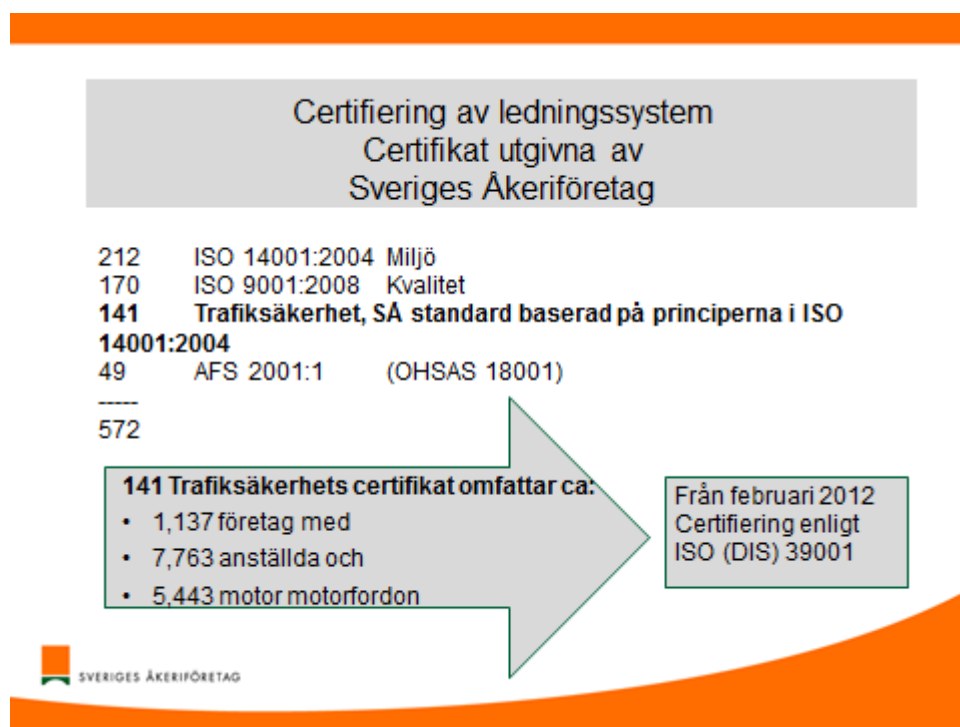 Certifiering av ledningssystem
Certifikat utgivna av
Sveriges Åkeriföretag
212 ISO 14001:2004 Miljö
170 ISO 9001:2008 Kvalitet
141 Trafiksäkerhet, SÅ standard baserad på principerna i ISO
14001:2004
49 AFS 2001:1 (OHSAS 18001)
-----
572
141 Trafiksäkerhets certifikat omfattar ca:
• 1,137 företag med
• 7,763 anställda och
• 5,443 motor motorfordon
Från februari 2012
Certifiering enligt
ISO (DIS) 39001
SVERIGES ÅKERIFÖRETAG